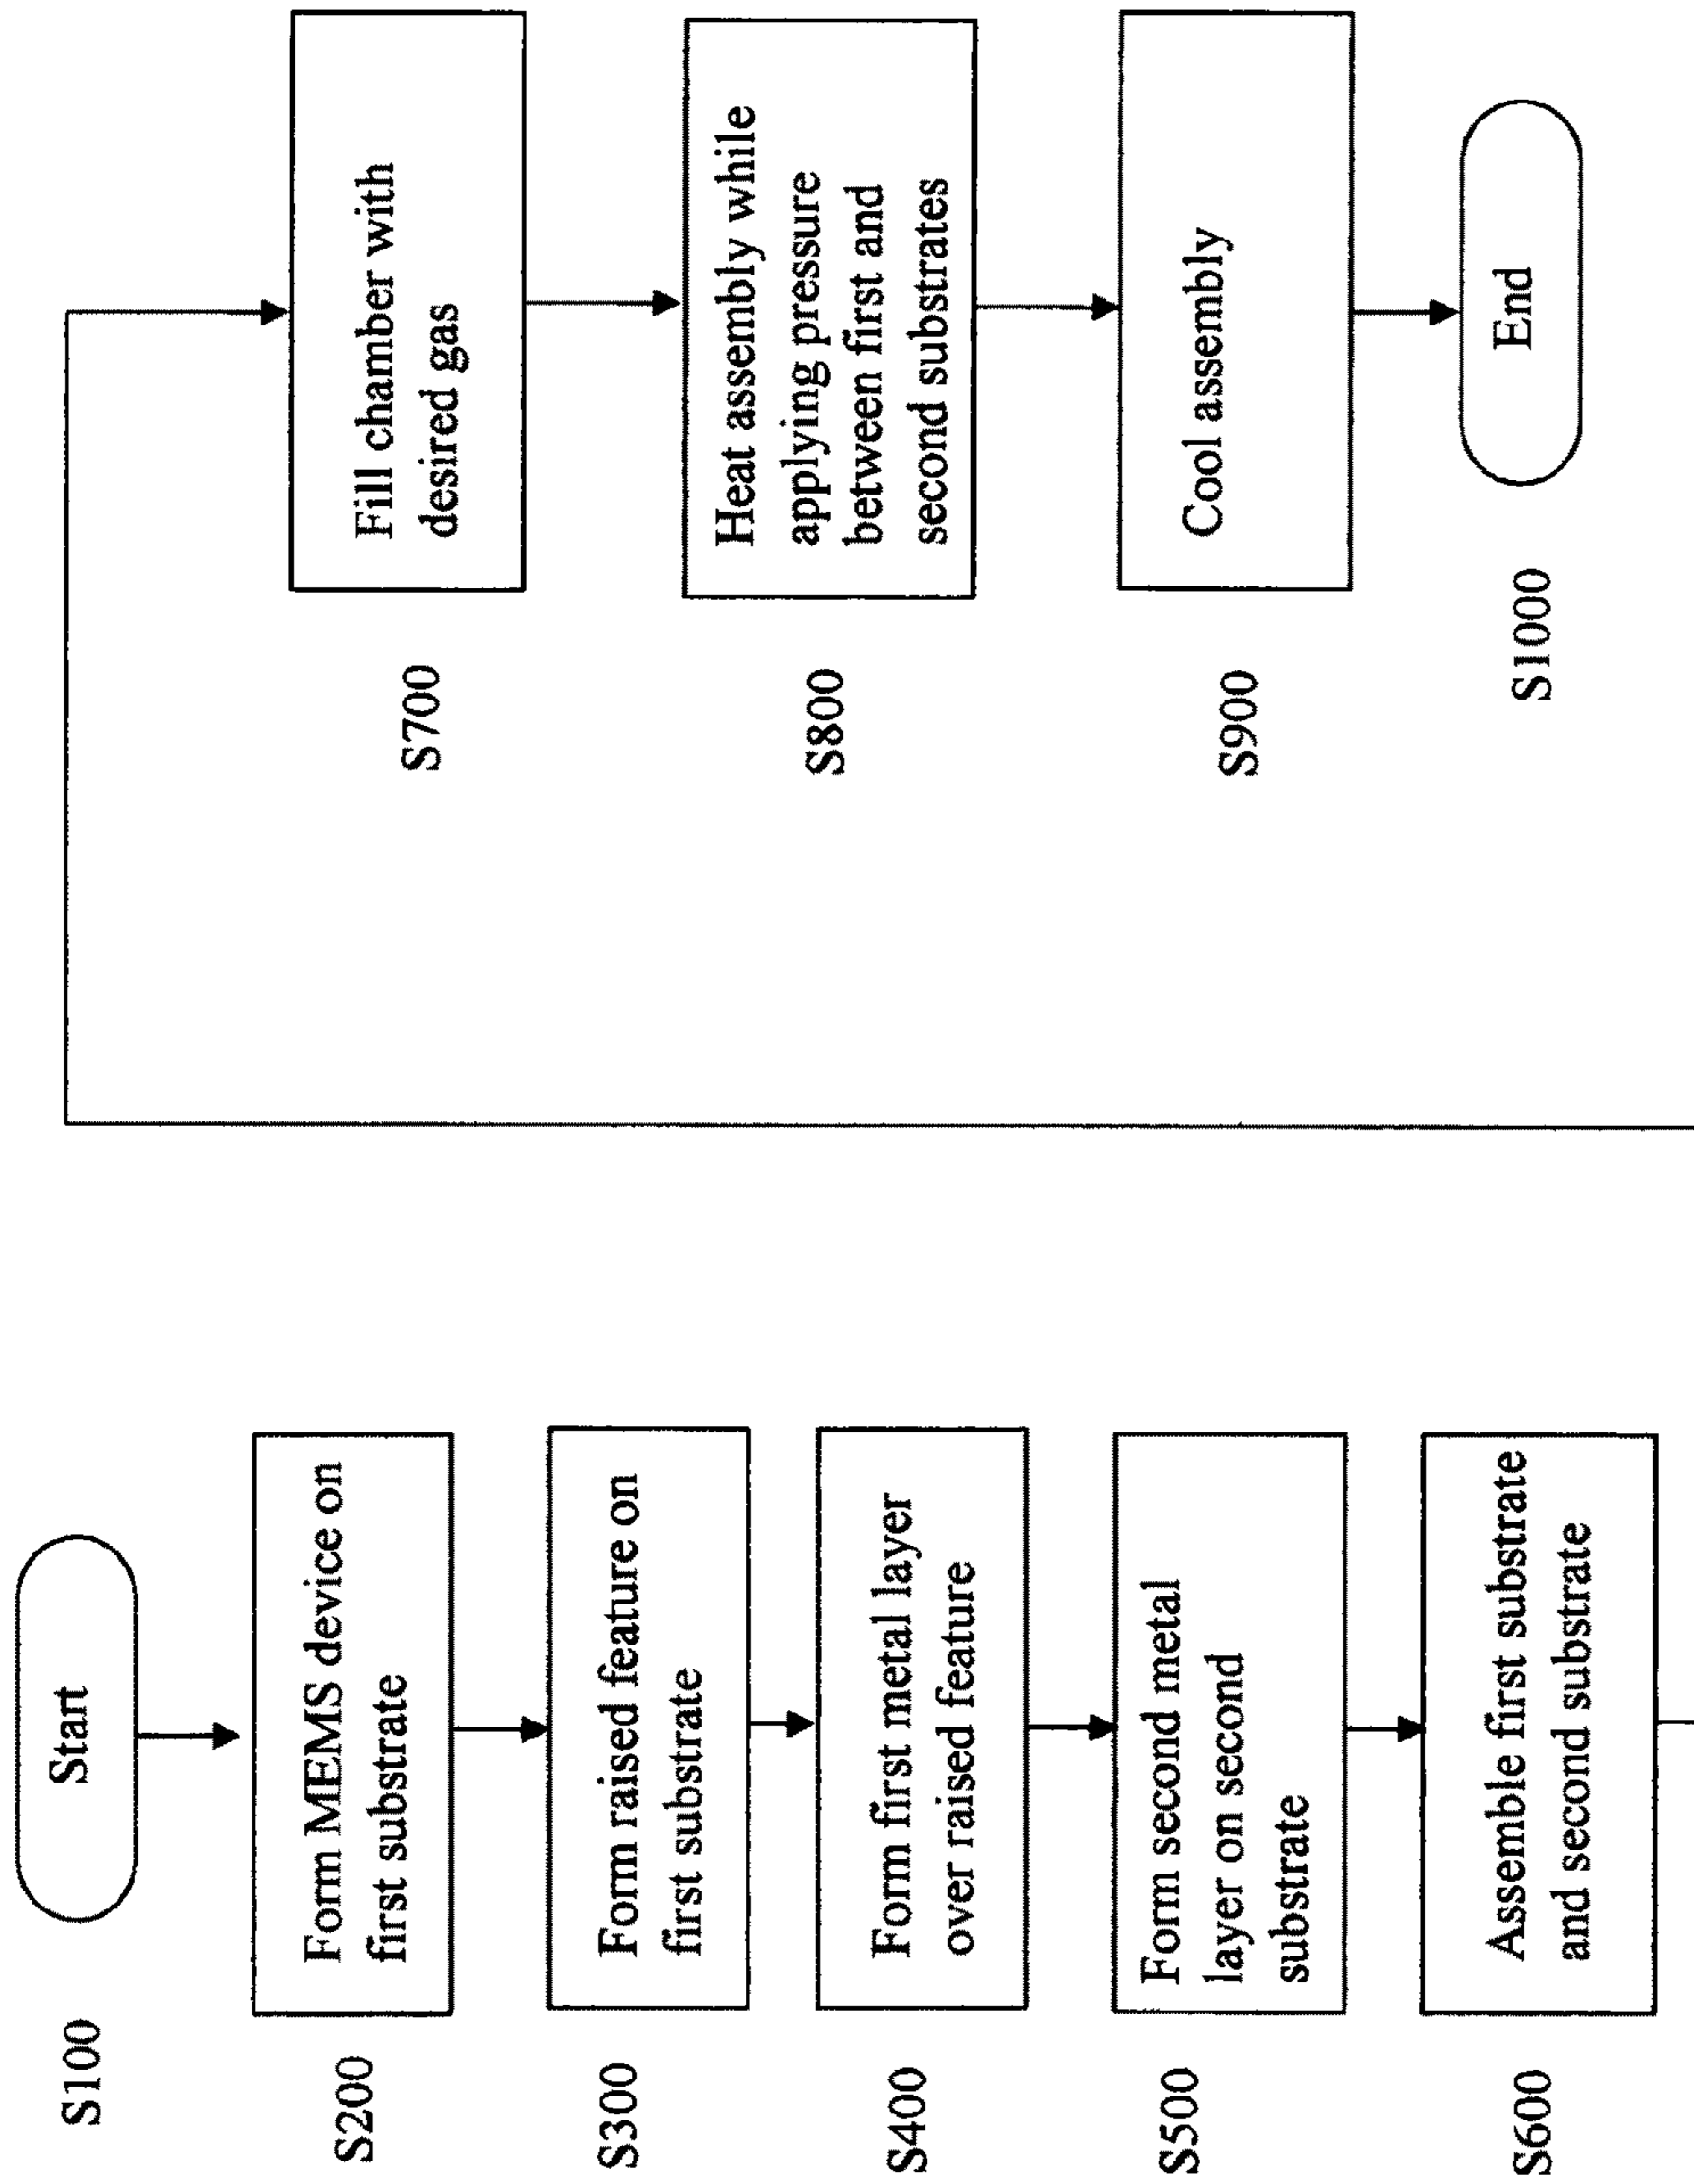 S100
Start
S200
Form MEMS device on
first substrate
S300
Form raised feature on
first substrate
S400
Form first metal layer
over raised feature
S500
Form second metal
layer on second
substrate
S600
Assemble first substrate
and second substrate
S700
Fill chamber with
desired gas
S800
Heat assembly while
applying pressure
between first and
second substrates
S900
Cool assembly
S1000
End